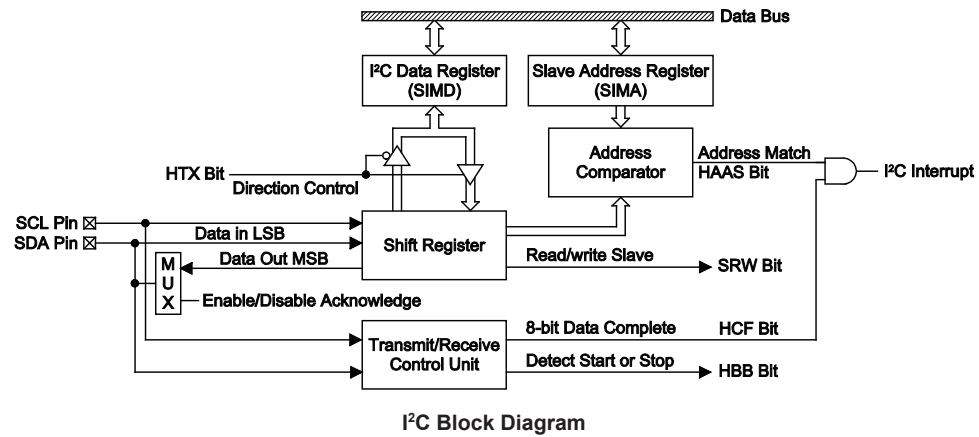 Data Bus
I²C Data Register
(SIMD)
Slave Address Register
(SIMA)
HTX Bit
Direction Control
Address
Comparator
Address Match
HAAS Bit
I²C Interrupt
SCL Pin
SDA Pin
Data in LSB
Shift Register
M
U
X
Data Out MSB
Read/write Slave
SRW Bit
Enable/Disable Acknowledge
Transmit/Receive
Control Unit
8-bit Data Complete
HCF Bit
Detect Start or Stop
HBB Bit
I²C Block Diagram